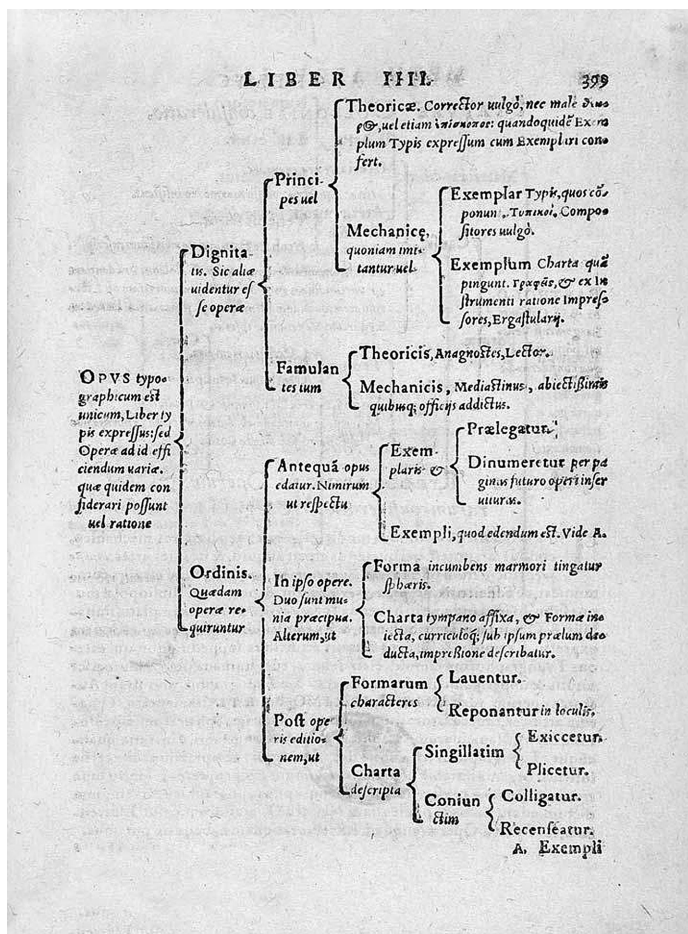 LIBER IIII. 399
Theoricæ. Corrector uulgò, nec male
uel etiam ἐπίσκοπος: quandoquidē
plum Typis expressum cum Exemplari con-
fert.
Princi-
pes uel
Mechanicę,
quoniam imi-
tantur uel
Exemplar Typis, quos cō-
ponunt, Τυπικοί, Compo-
sitores uulgò.
Exemplum Charta quā
pingunt. & ex In
strumenti ratione Impres-
sores, Ergastularij.
Dignita-
tis. Sic aliæ
uidentur es
se operæ
Famulan
tes tum
Theoricis, Anagnostes, Lector.
Mechanicis, Mediastinus, abiectißimis
quibusq; officijs addictus.
OPVS typo-
graphicum est
unicum, Liber ty
pis expressus: sed
Operæ ad id effi
ciendum uariæ.
quæ quidem con
siderari possunt
uel ratione
Ordinis.
Quædam
operæ re-
quiruntur
Antequā opus
edatur. Nimirum
ut respectu
Exem-
plaris &
Prælegatur.
Dinumeretur per pa
ginas futuro operi inser
uituras.
Exempli, quod edendum est. Vide A.
In ipso opere.
Duo sunt mu-
nia præcipua.
Alterum, ut
Forma incumbens marmori tingatur
sphæris.
Charta tympano affixa, & Formæ in-
iecta, curriculoq; sub ipsum prælum de-
ducta, impreßione describatur.
Post ope
ris editio-
nem, ut
Formarum
characteres
Lauentur.
Reponantur in loculis.
Charta
descripta
Singillatim
Exiccetur.
Plicetur.
Coniun
ctim
Colligatur.
Recenseatur.
A. Exempli